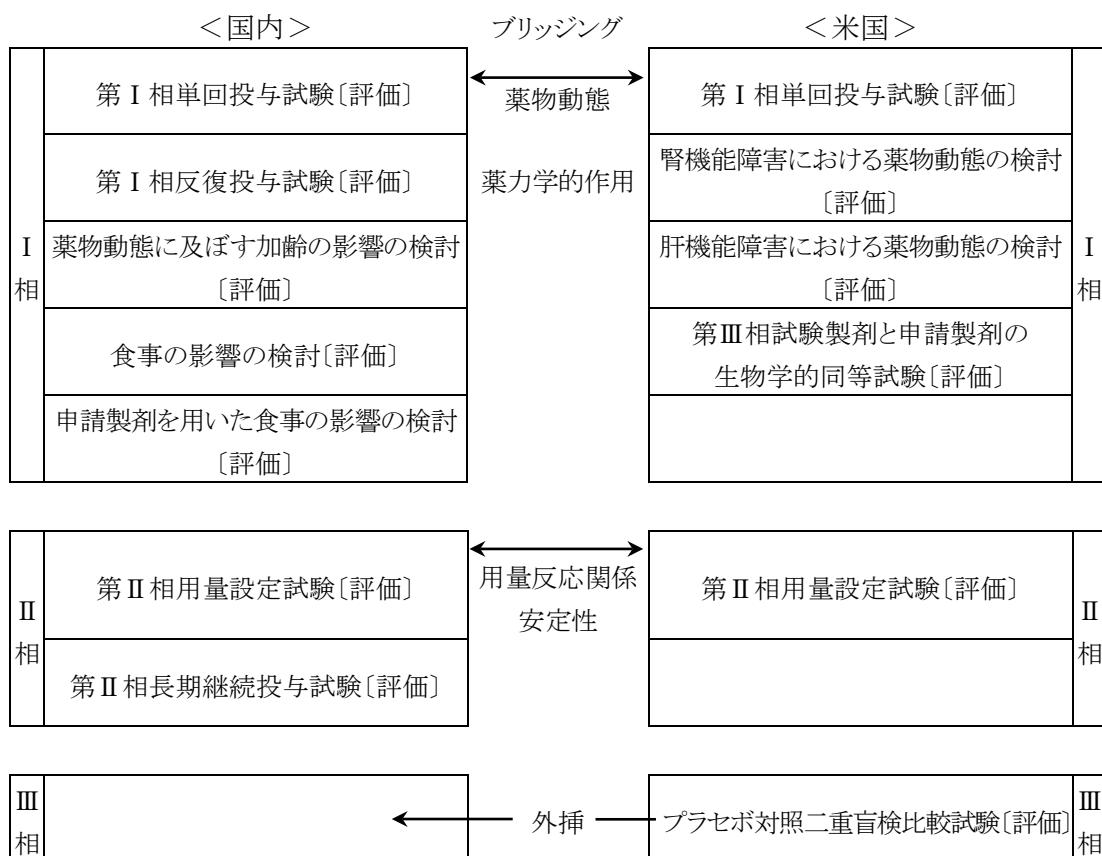 ＜国内＞ ブリッジング ＜米国＞
第Ⅰ相単回投与試験〔評価〕 薬物動態 第Ⅰ相単回投与試験〔評価〕
第Ⅰ相反復投与試験〔評価〕 薬力学的作用 腎機能障害における薬物動態の検討
〔評価〕
Ⅰ 薬物動態に及ぼす加齢の影響の検討 肝機能障害における薬物動態の検討 Ⅰ
相 〔評価〕 〔評価〕 相
食事の影響の検討〔評価〕 第Ⅲ相試験製剤と申請製剤の
生物学的同等試験〔評価〕
申請製剤を用いた食事の影響の検討
〔評価〕
第Ⅱ相用量設定試験〔評価〕 用量反応関係 第Ⅱ相用量設定試験〔評価〕
Ⅱ 安定性 Ⅱ
相 第Ⅱ相長期継続投与試験〔評価〕 相
Ⅲ 外挿 プラセボ対照二重盲検比較試験〔評価〕 Ⅲ
相 相